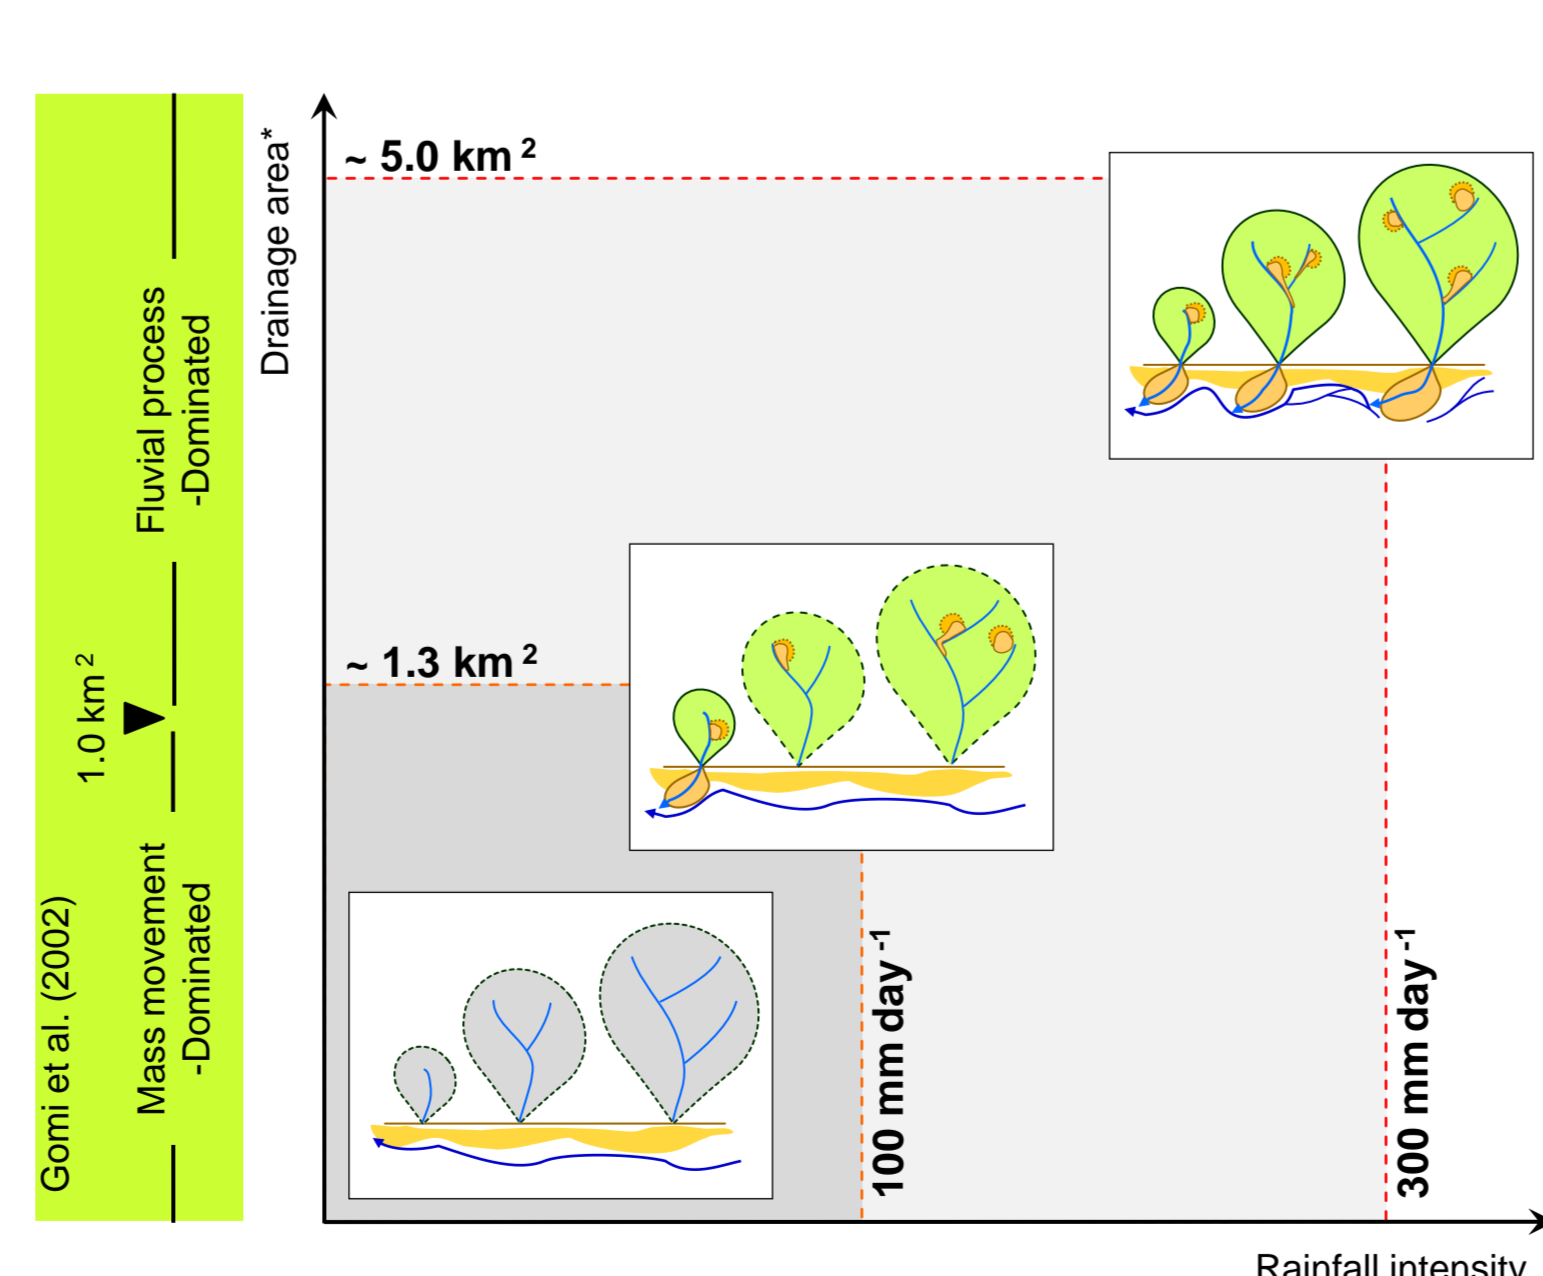 Gomi et al. (2002)
Mass movement
-Dominated
1.0 km 2
Fluvial process
-Dominated
Drainage area*
~ 5.0 km 2
~ 1.3 km 2
100 mm day -1
300 mm day -1
Rainfall intensity